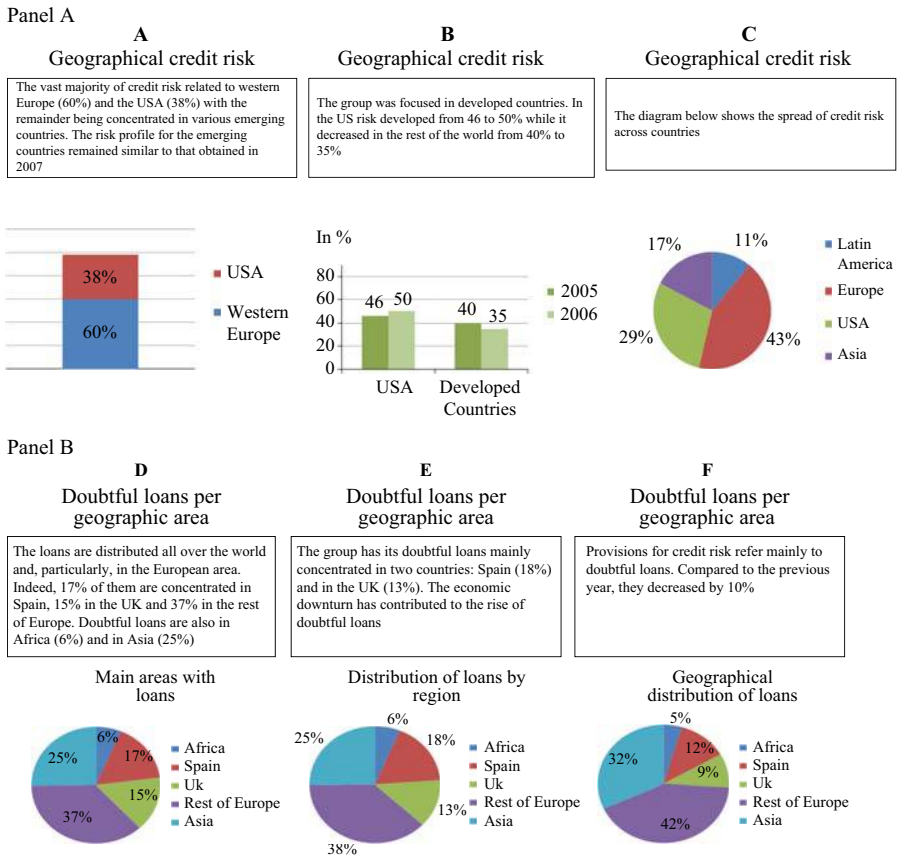 Panel A
A
Geographical credit risk
The vast majority of credit risk related to western
Europe (60%) and the USA (38%) with the
remainder being concentrated in various emerging
countries. The risk profile for the emerging
countries remained similar to that obtained in
2007
38%
60%
USA
Western
Europe
B
Geographical credit risk
The group was focused in developed countries. In
the US risk developed from 46 to 50% while it
decreased in the rest of the world from 40% to
35%
In %
80
60
40
20
0
46
50
40
35
USA
Developed
Countries
2005
2006
C
Geographical credit risk
The diagram below shows the spread of credit risk
across countries
17%
11%
29%
43%
Latin
America
Europe
USA
Asia
Panel B
D
Doubtful loans per
geographic area
The loans are distributed all over the world
and, particularly, in the European area.
Indeed, 17% of them are concentrated in
Spain, 15% in the UK and 37% in the rest
of Europe. Doubtful loans are also in
Africa (6%) and in Asia (25%)
Main areas with
loans
6%
25%
17%
15%
37%
Africa
Spain
Uk
Rest of Europe
Asia
E
Doubtful loans per
geographic area
The group has its doubtful loans mainly
concentrated in two countries: Spain (18%)
and in the UK (13%). The economic
downturn has contributed to the rise of
doubtful loans
Distribution of loans by
region
6%
25%
18%
13%
38%
Africa
Spain
Uk
Rest of Europe
Asia
F
Doubtful loans per
geographic area
Provisions for credit risk refer mainly to
doubtful loans. Compared to the previous
year, they decreased by 10%
Geographical
distribution of loans
5%
32%
12%
9%
42%
Africa
Spain
Uk
Rest of Europe
Asia